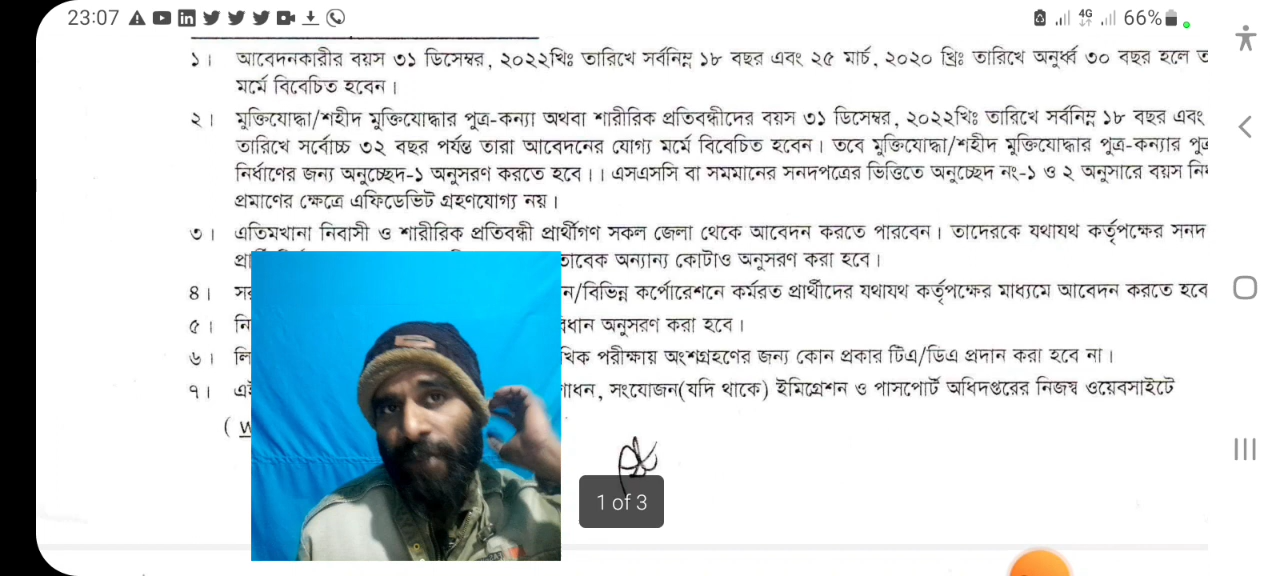 23:07 4G 66%
১। আবেদনকারীর বয়স ৩১ ডিসেম্বর, ২০২২খিঃ তারিখে সর্বনিম্ন ১৮ বছর এবং ২৫ মার্চ, ২০২০ খ্রিঃ তারিখে অনুর্ধ্ব ৩০ বছর হলে ত
মর্মে বিবেচিত হবেন।
২। মুক্তিযোদ্ধা/শহীদ মুক্তিযোদ্ধার পুত্র-কন্যা অথবা শারীরিক প্রতিবন্ধীদের বয়স ৩১ ডিসেম্বর, ২০২২খিঃ তারিখে সর্বনিম্ন ১৮ বছর এবং
তারিখে সর্বোচ্চ ৩২ বছর পর্যন্ত তারা আবেদনের যোগ্য মর্মে বিবেচিত হবেন। তবে মুক্তিযোদ্ধা/শহীদ মুক্তিযোদ্ধার পুত্র-কন্যার
নির্ধাণের জন্য অনুচ্ছেদ-১ অনুসরণ করতে হবে।। এসএসসি বা সমমানের সনদপত্রের ভিত্তিতে অনুচ্ছেদ নং-১ ও ২ অনুসারে বয়স
প্রমাণের ক্ষেত্রে এফিডেভিট গ্রহণযোগ্য নয়।
৩। এতিমখানা নিবাসী ও শারীরিক প্রতিবন্ধী প্রার্থীগণ সকল জেলা থেকে আবেদন করতে পারবেন। তাদেরকে যথাযথ কর্তৃপক্ষের সনদ
প্রা তাবেক অন্যান্য কোটাও অনুসরণ করা হবে।
৪। সর ন/বিভিন্ন কর্পোরেশনে কর্মরত প্রার্থীদের যথাযথ কর্তৃপক্ষের মাধ্যমে আবেদন করতে হবে
৫। নি বধান অনুসরণ করা হবে।
৬। লি খিক পরীক্ষায় অংশগ্রহণের জন্য কোন প্রকার টিএ/ডিএ প্রদান করা হবে না।
৭। এই শোধন, সংযোজন(যদি থাকে) ইমিগ্রেশন ও পাসপোর্ট অধিদপ্তরের নিজস্ব ওয়েবসাইটে
( w
1 of 3